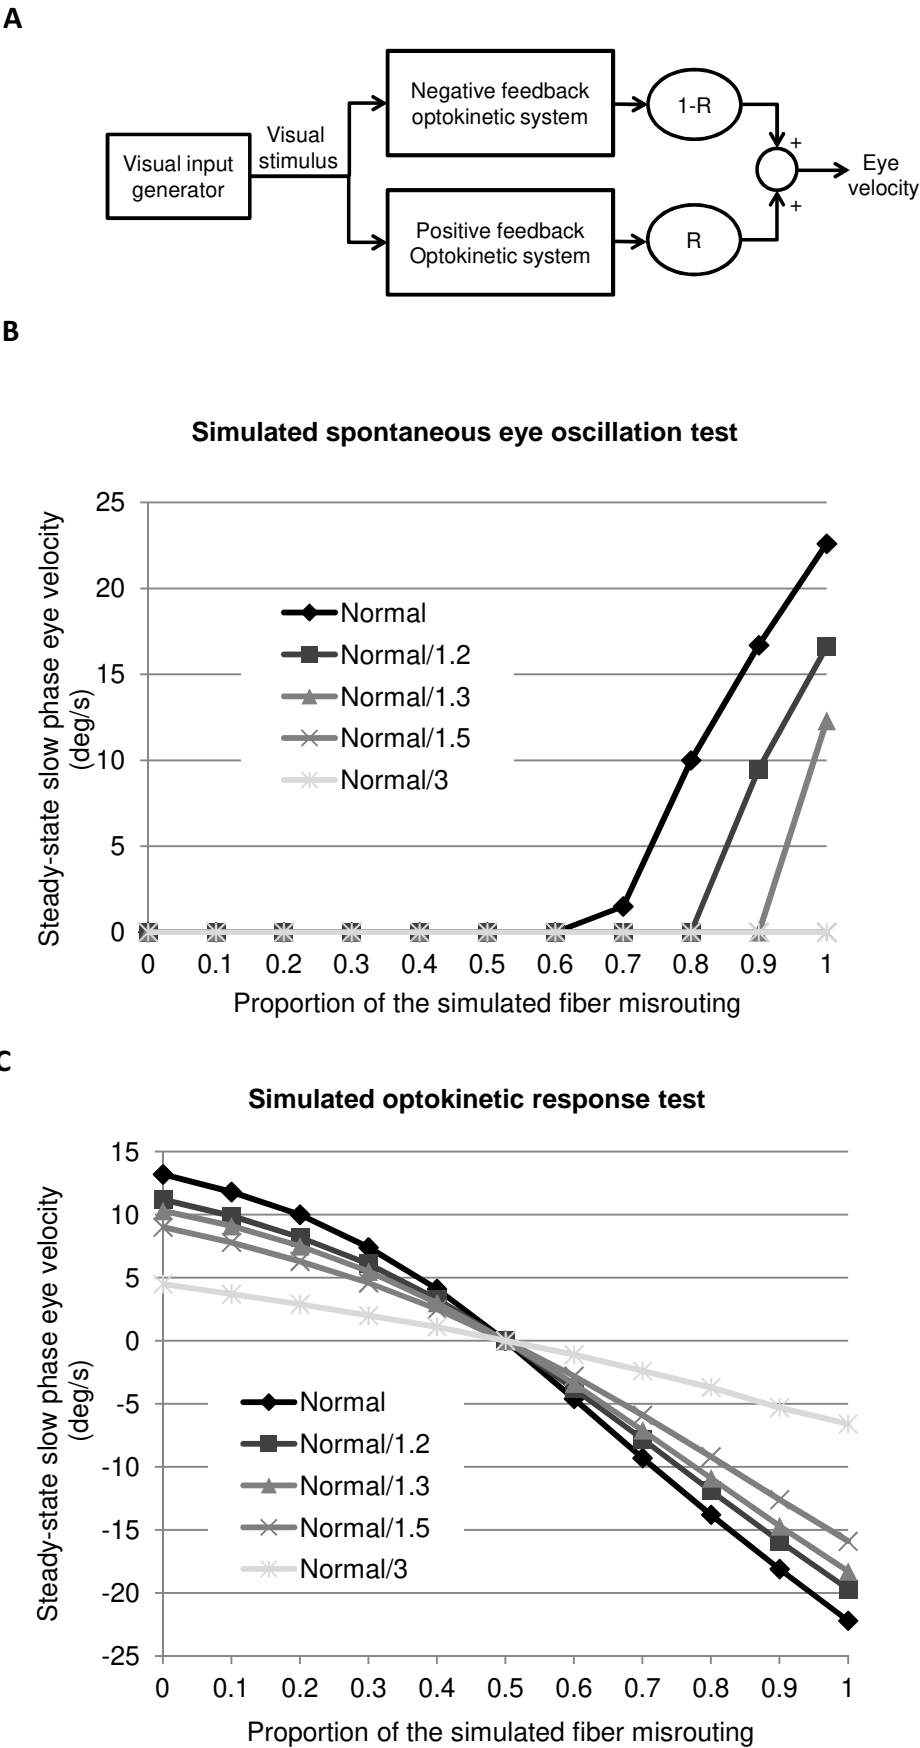 A
Negative feedback
optokinetic system
1-R
Visual
stimulus
+
Visual input
generator
Eye
velocity
+
Positive feedback
Optokinetic system
R
B
Simulated spontaneous eye oscillation test
Steady-state slow phase eye velocity
(deg/s)
25
20
15
10
5
0
Normal
Normal/1.2
Normal/1.3
Normal/1.5
Normal/3
0 0.1 0.2 0.3 0.4 0.5 0.6 0.7 0.8 0.9 1
Proportion of the simulated fiber misrouting
C
Simulated optokinetic response test
Steady-state slow phase eye velocity
(deg/s)
15
10
5
0
-5
-10
-15
-20
-25
Normal
Normal/1.2
Normal/1.3
Normal/1.5
Normal/3
0 0.1 0.2 0.3 0.4 0.5 0.6 0.7 0.8 0.9 1
Proportion of the simulated fiber misrouting